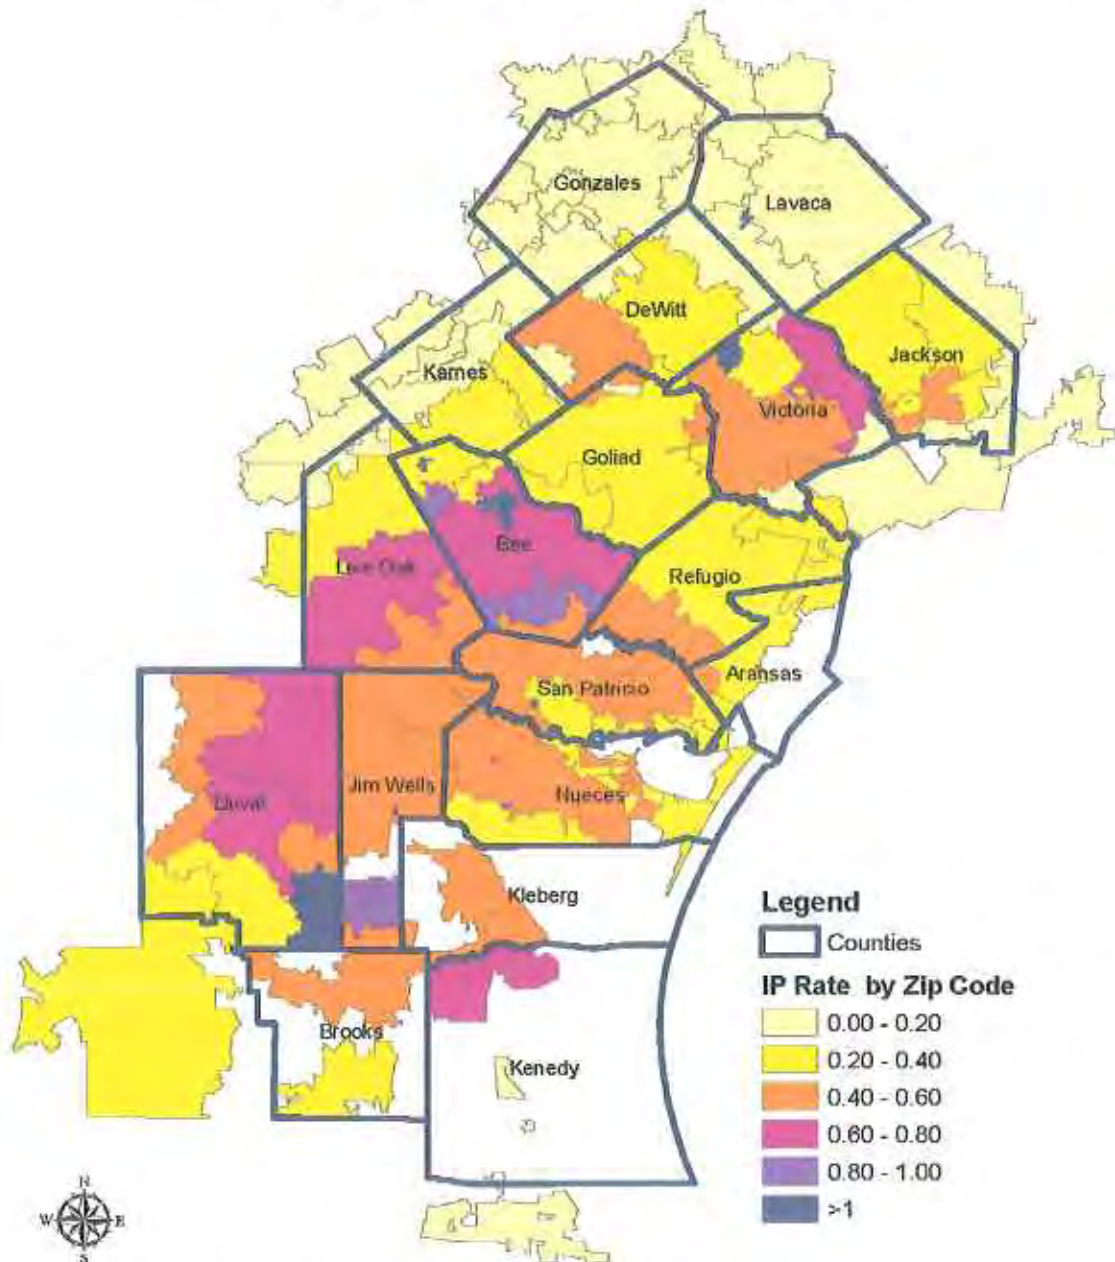 Gonzales
Lavaca
DeWitt
Jackson
Karnes
Victoria
Goliad
Bee
Live Oak
Refugio
Aransas
San Patricio
Jim Wells
Nueces
Duval
Kleberg
Brooks
Kenedy
Legend
Counties
IP Rate by Zip Code
0.00 - 0.20
0.20 - 0.40
0.40 - 0.60
0.60 - 0.80
0.80 - 1.00
>1
N
W E
S